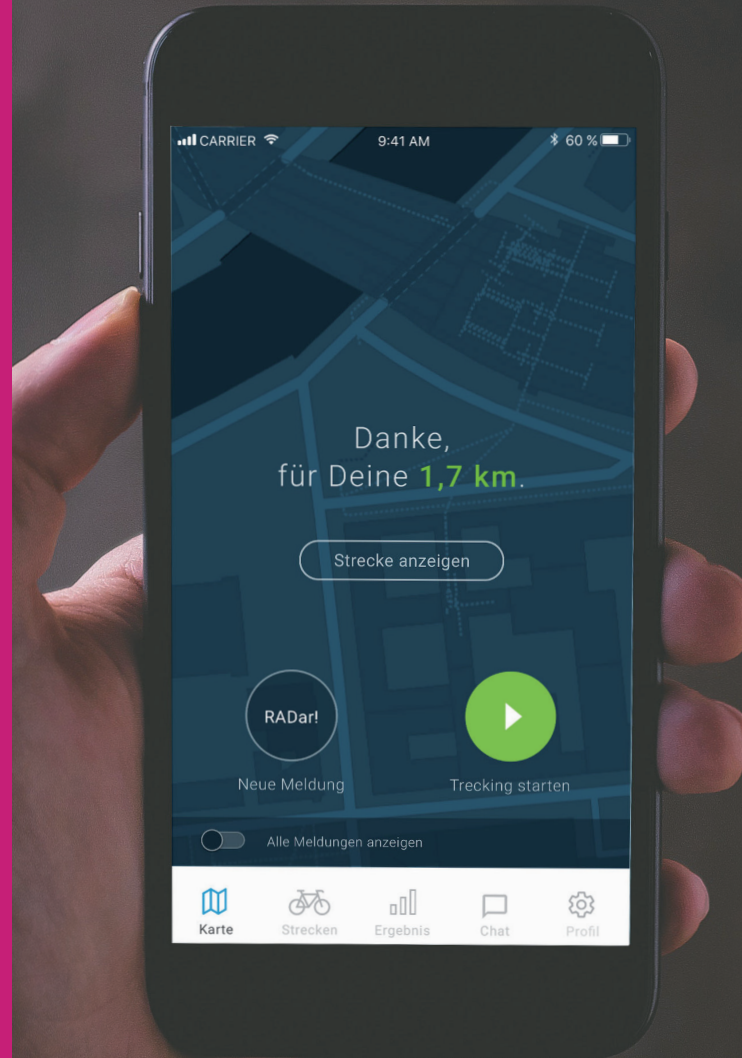 CARRIER 9:41 AM 60 %
Danke,
für Deine 1,7 km.
Strecke anzeigen
RADar!
Neue Meldung Trecking starten
Alle Meldungen anzeigen
Karte Strecken Ergebnis Chat Profil